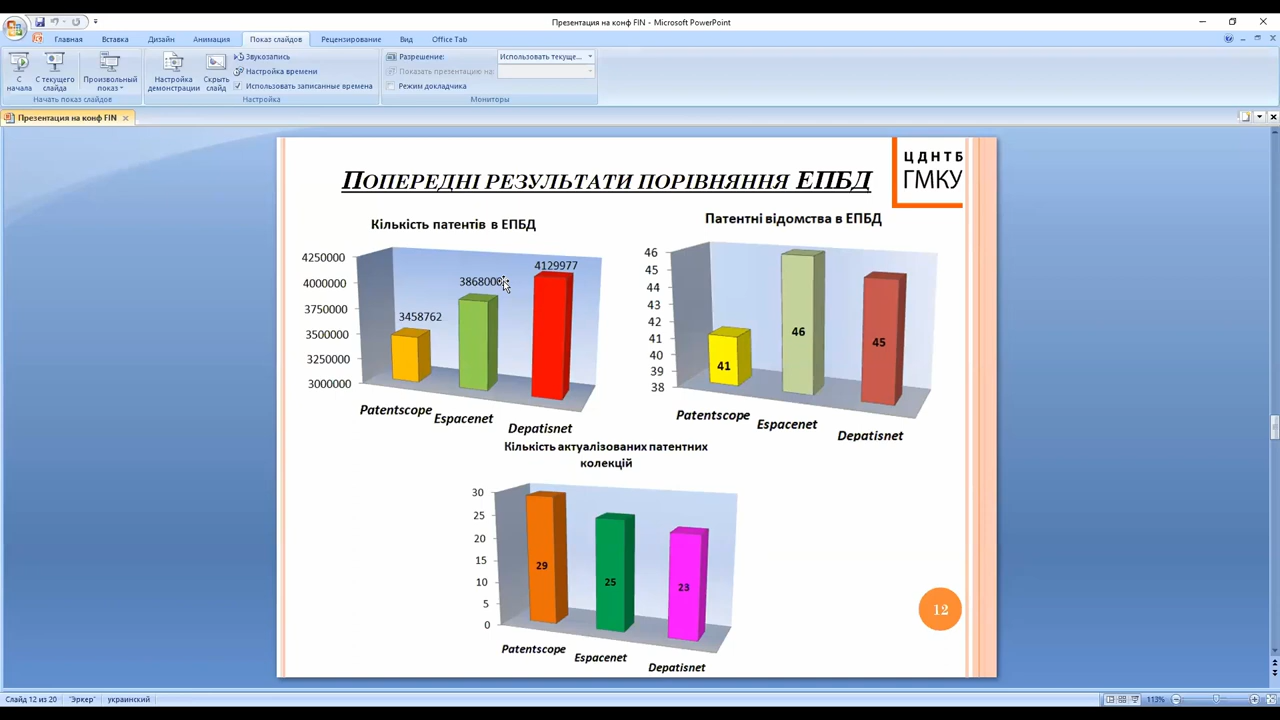 Презентация на конф FIN - Microsoft PowerPoint
Главная Вставка Дизайн Анимация Показ слайдов Рецензирование Вид Office Tab
С начала
С текущего слайда
Произвольный показ
Начать показ слайдов
Настройка демонстрации
Скрыть слайд
Звукозапись
Настройка времени
Использовать записанные времена
Настройка
Разрешение: Использовать текуще...
Показать презентацию на:
Режим докладчика
Мониторы
Презентация на конф FIN
ЦДНТБ
ГМКУ
ПОПЕРЕДНІ РЕЗУЛЬТАТИ ПОРІВНЯННЯ ЕПБД
Кількість патентів в ЕПБД
4250000
4000000
3750000
3500000
3250000
3000000
3458762
4129977
Patentscope
Espacenet
Depatisnet
Патентні відомства в ЕПБД
46
45
44
43
42
41
40
39
38
41
46
45
Patentscope
Espacenet
Depatisnet
Кількість актуалізованих патентних
колекцій
30
25
20
15
10
5
0
29
25
23
Patentscope
Espacenet
Depatisnet
12
Слайд 12 из 20 "Эркер" украинский 113%